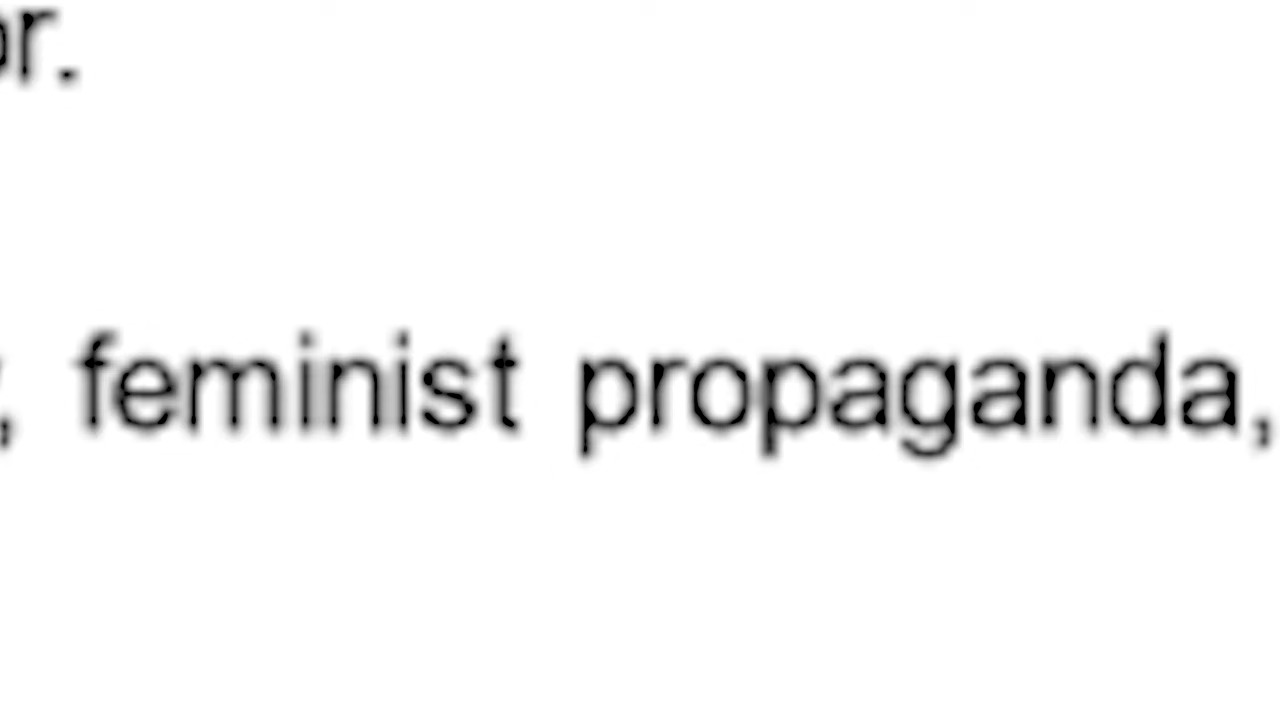 or.
, feminist propaganda,